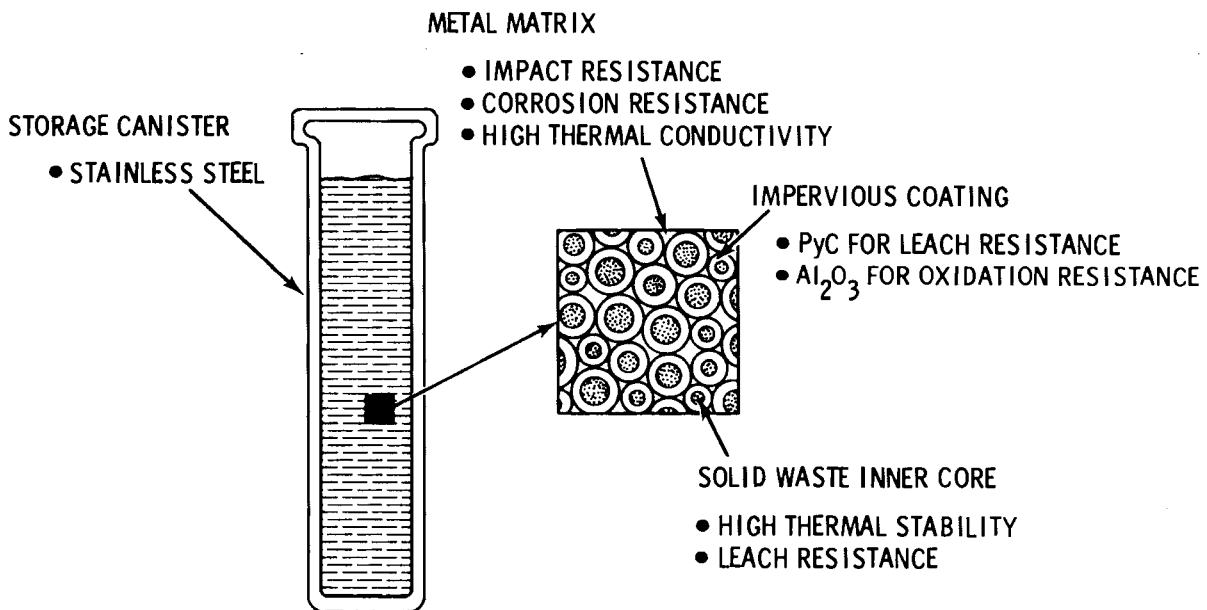 METAL MATRIX
● IMPACT RESISTANCE
● CORROSION RESISTANCE
● HIGH THERMAL CONDUCTIVITY
STORAGE CANISTER
● STAINLESS STEEL
IMPERVIOUS COATING
● PyC FOR LEACH RESISTANCE
● Al₂O₃ FOR OXIDATION RESISTANCE
SOLID WASTE INNER CORE
● HIGH THERMAL STABILITY
● LEACH RESISTANCE